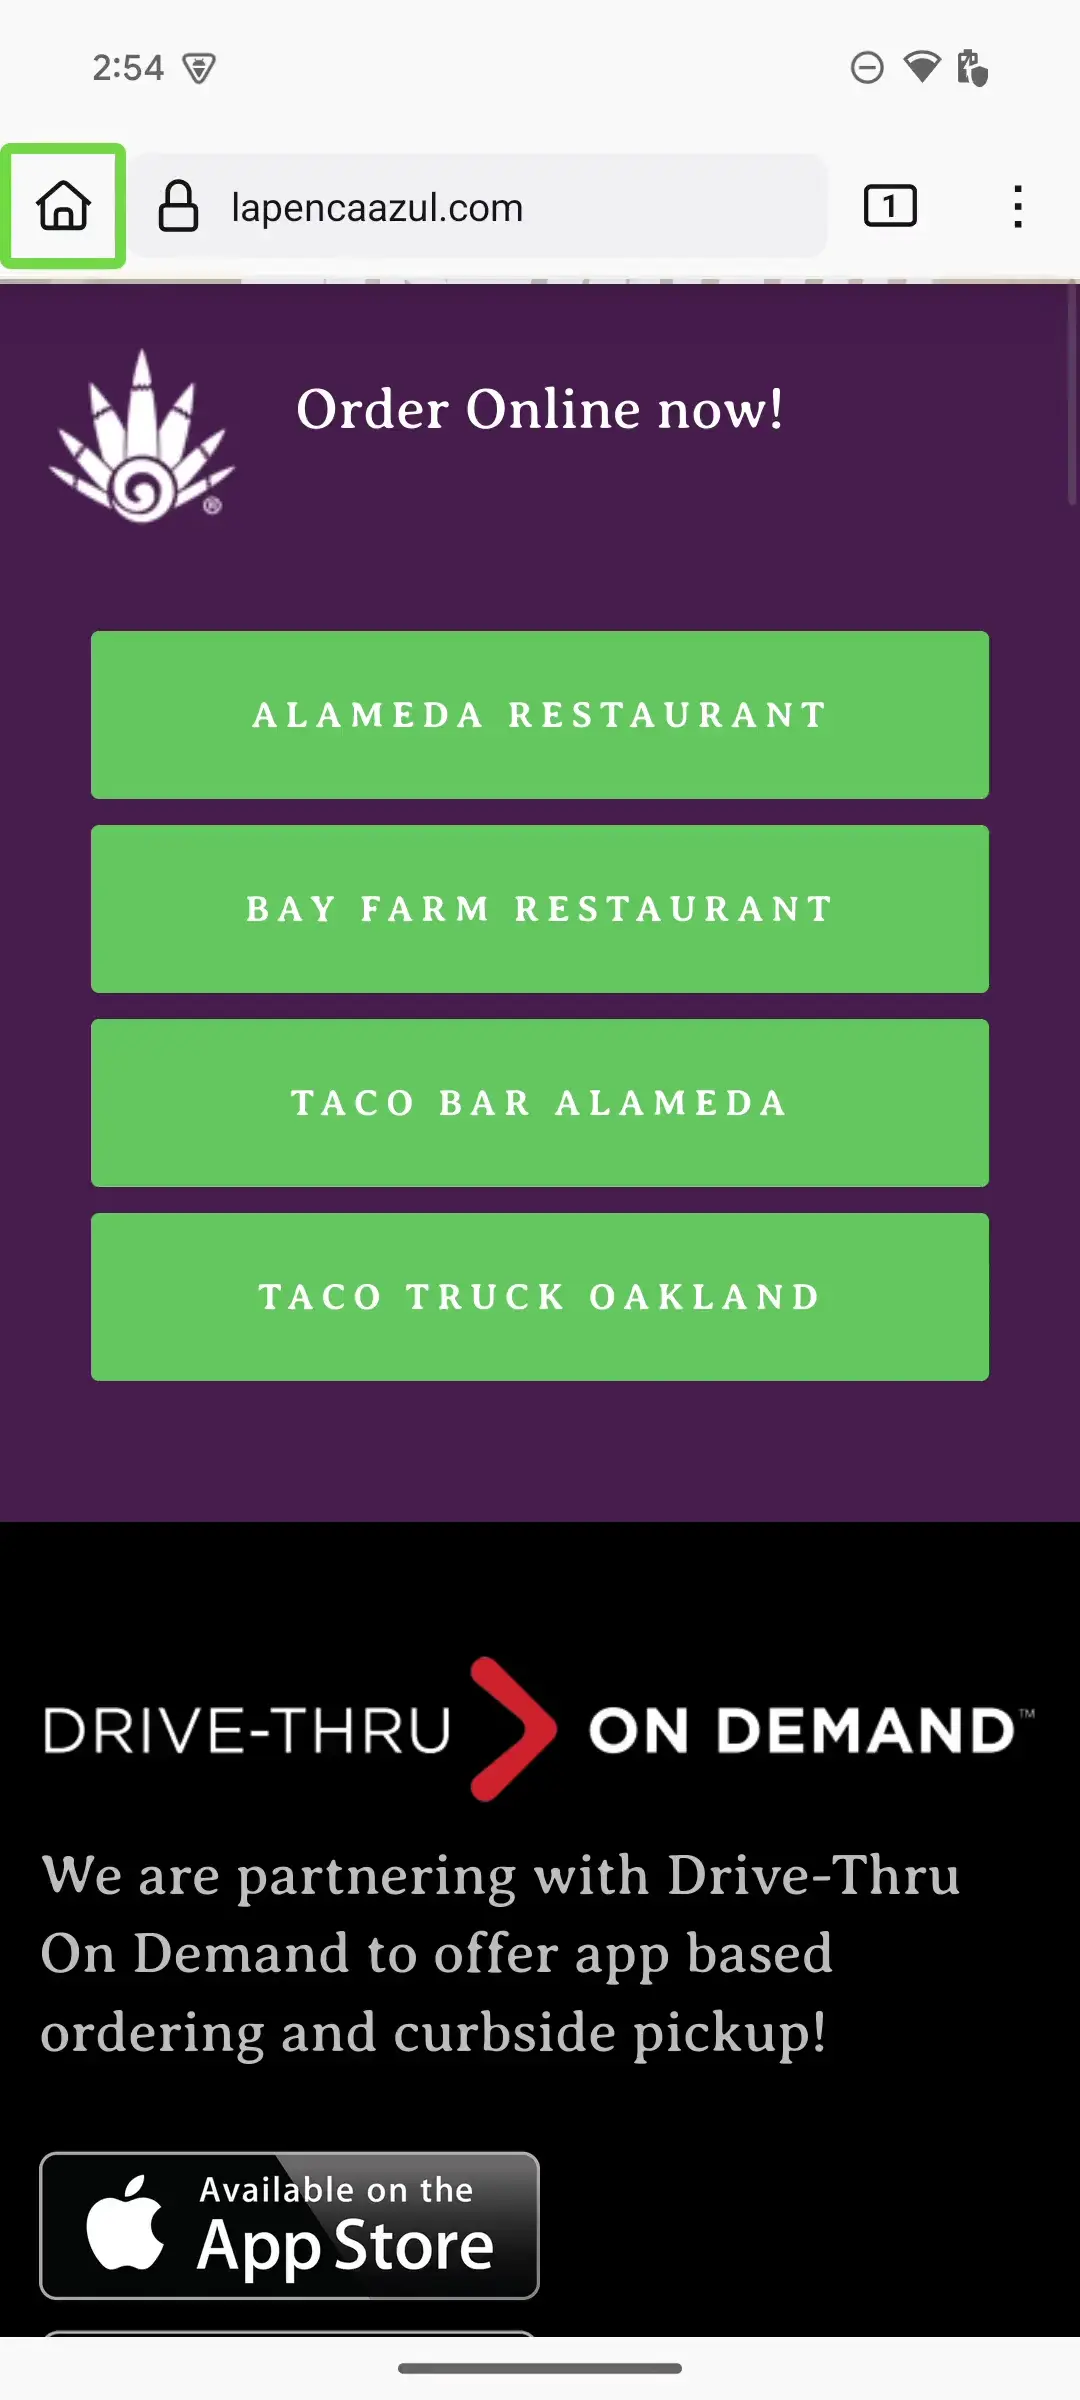 2:54
lapencaazul.com
1
Order Online now!
®
ALAMEDA RESTAURANT
BAY FARM RESTAURANT
TACO BAR ALAMEDA
TACO TRUCK OAKLAND
DRIVE-THRU ON DEMAND™
We are partnering with Drive-Thru
On Demand to offer app based
ordering and curbside pickup!
Available on the
App Store